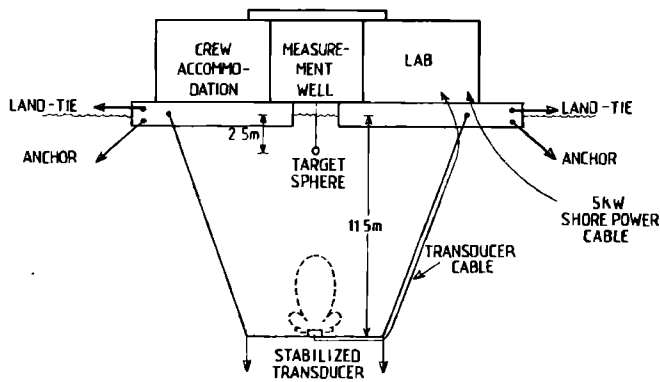 CREW
ACCOMMO-
DATION
MEASURE-
MENT
WELL
LAB
LAND-TIE
LAND-TIE
ANCHOR
2 5m
TARGET
SPHERE
ANCHOR
11 5m
5KW
SHORE POWER
CABLE
TRANSDUCER
CABLE
STABILIZED
TRANSDUCER